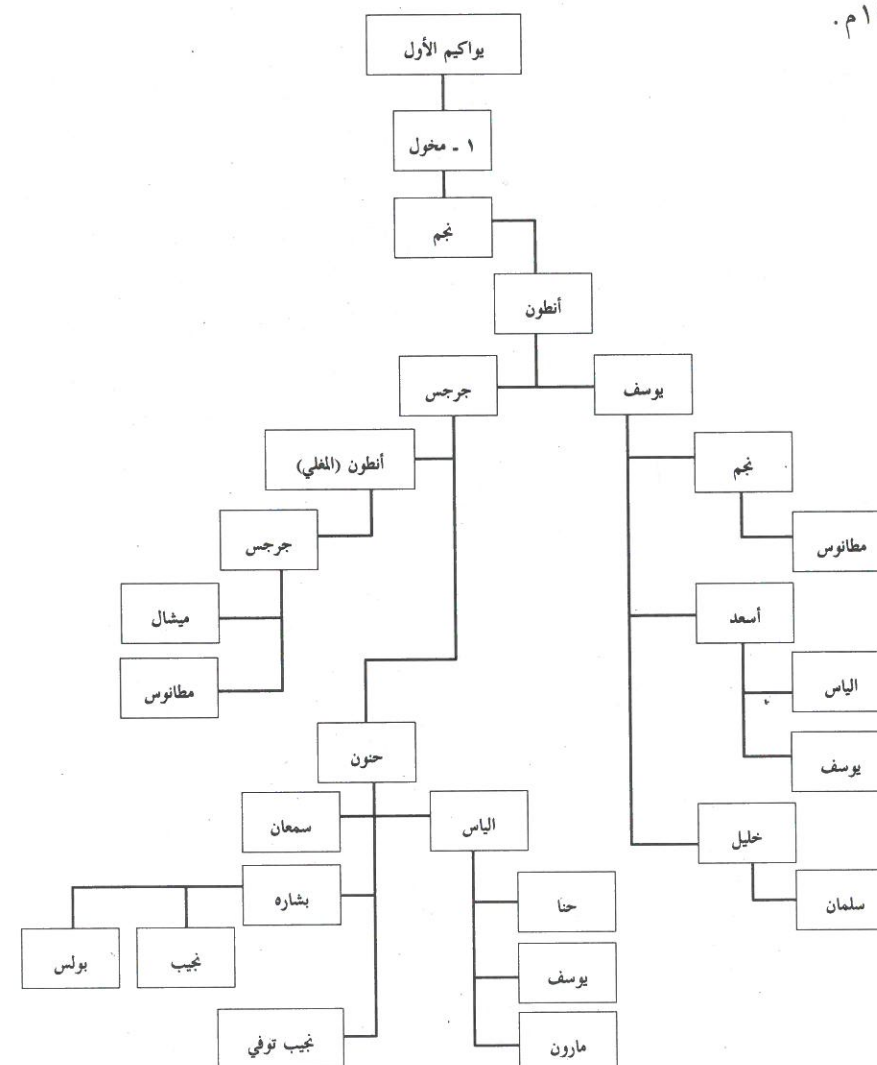 ١م.
يواكيم الأول
١ - مخول
نجم
أنطون
يوسف
جرجس
أنطون (المغلي)
نجم
جرجس
مطانوس
أسعد
ميشال
الياس
مطانوس
حنون
يوسف
الياس
سمعان
خليل
بشاره
حنا
سلمان
نجيب
بولس
يوسف
نجيب توفي
مارون